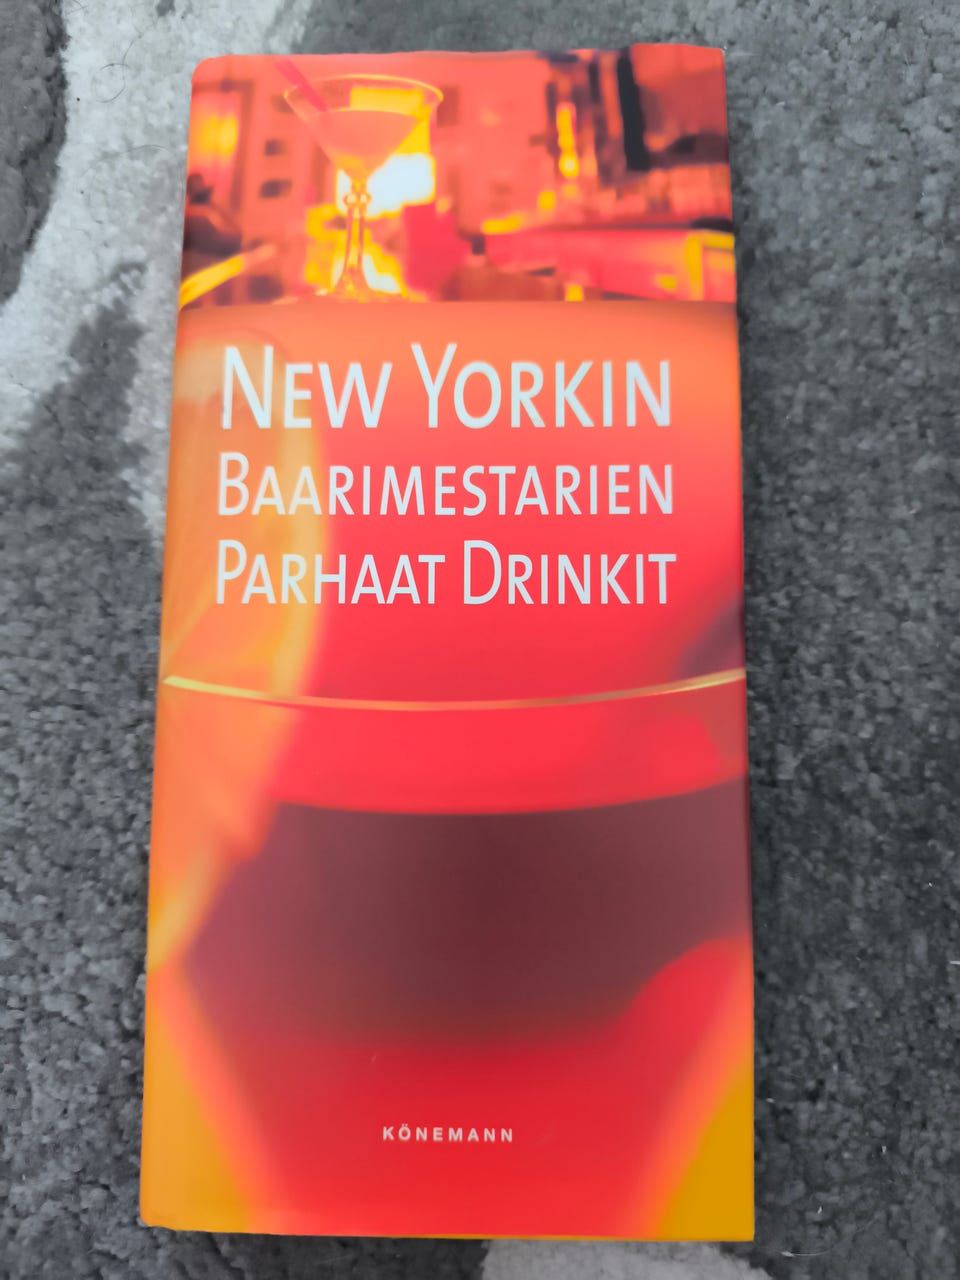 New Yorkin
Baarimestarien
Parhaat Drinkit
KÖNEMANN